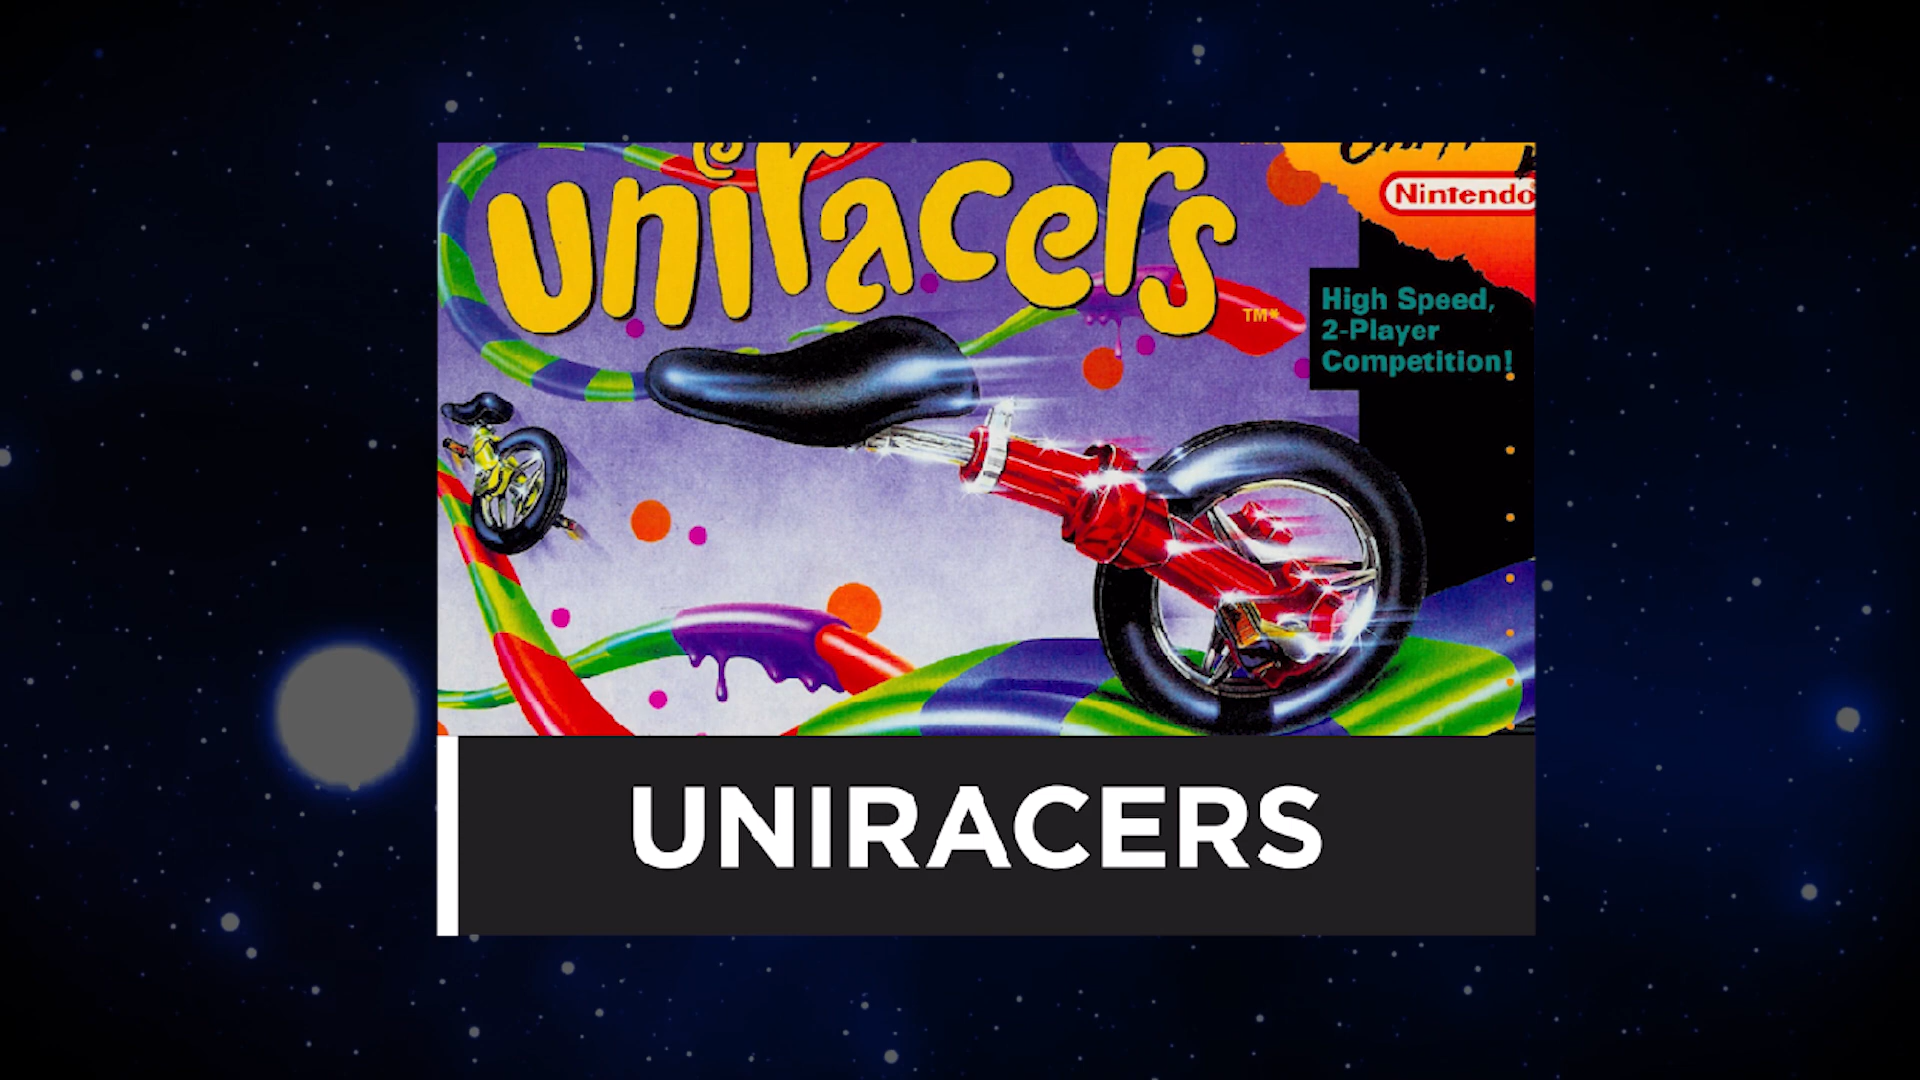 uniracers
TM*
Nintendo
High Speed,
2-Player
Competition!
UNIRACERS